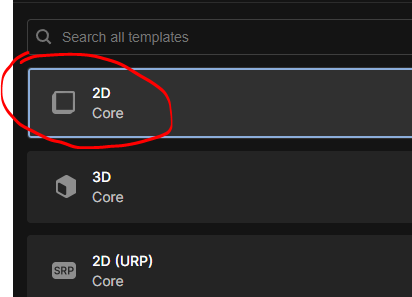 Search all templates
2D
Core
3D
Core
SRP
2D (URP)
Core